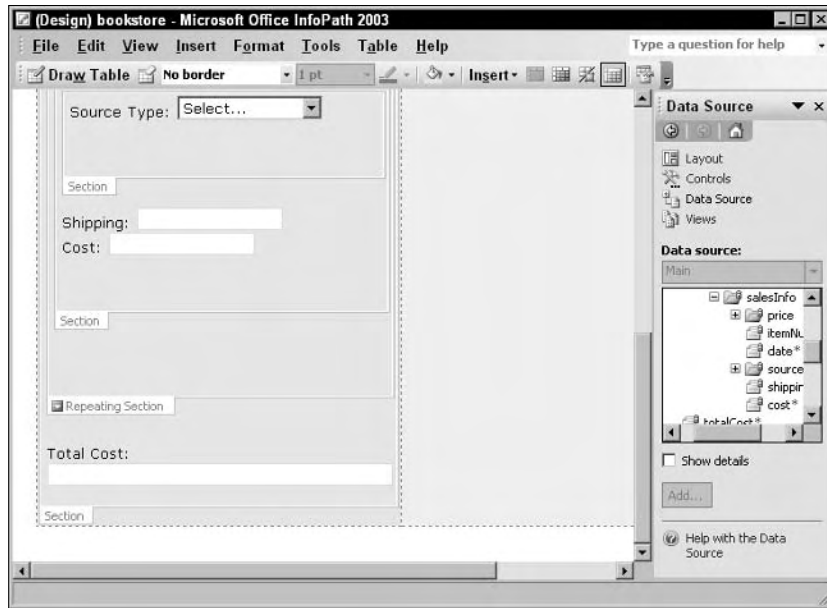 (Design) bookstore - Microsoft Office InfoPath 2003
File Edit View Insert Format Tools Table Help
Type a question for help
Draw Table No border 1 pt Insert
Source Type: Select...
Section
Shipping:
Cost:
Section
Repeating Section
Total Cost:
Section
Data Source
Layout
Controls
Data Source
Views
Data source:
Main
salesInfo
price
itemNu
date*
source
shippin
cost*
totalCost*
Show details
Add...
Help with the Data
Source